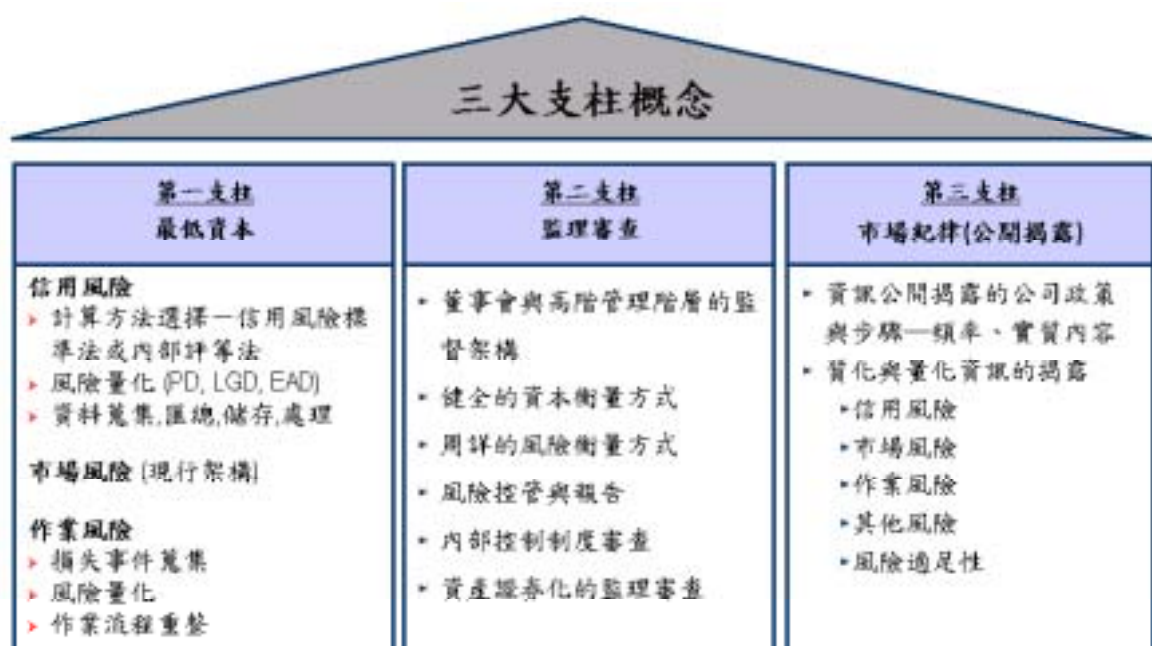 三大支柱概念
第一支柱
最低資本
信用風險
計算方法選擇－信用風險標
準法或內部評等法
風險量化 (PD, LGD, EAD)
資料蒐集,匯總,儲存,處理
市場風險 (現行架構)
作業風險
損失事件蒐集
風險量化
作業流程重整
第二支柱
監理審查
董事會與高階管理階層的監
督架構
健全的資本衡量方式
周詳的風險衡量方式
風險控管與報告
內部控制制度審查
資產證券化的監理審查
第三支柱
市場紀律(公開揭露)
資訊公開揭露的公司政策
與步驟—頻率、實質內容
質化與量化資訊的揭露
信用風險
市場風險
作業風險
其他風險
風險適足性